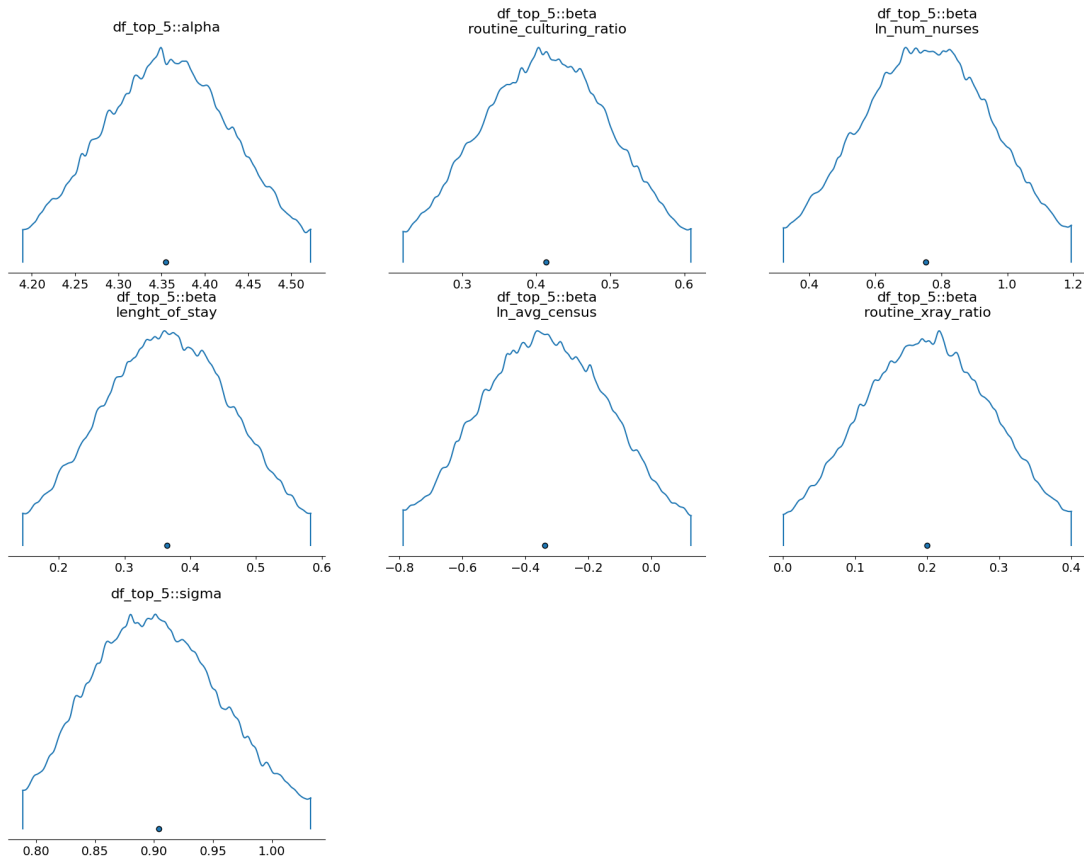 df_top_5::alpha
4.20 4.25 4.30 4.35 4.40 4.45 4.50
df_top_5::beta
routine_culturing_ratio
0.3 0.4 0.5 0.6
df_top_5::beta
ln_num_nurses
0.4 0.6 0.8 1.0 1.2
df_top_5::beta
lenght_of_stay
0.2 0.3 0.4 0.5 0.6
df_top_5::beta
ln_avg_census
−0.8 −0.6 −0.4 −0.2 0.0
df_top_5::beta
routine_xray_ratio
0.0 0.1 0.2 0.3 0.4
df_top_5::sigma
0.80 0.85 0.90 0.95 1.00